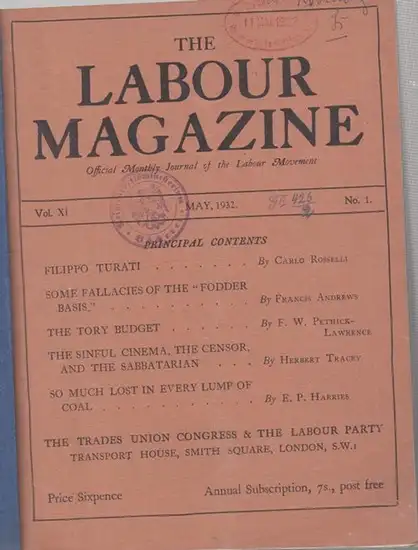 THE
LABOUR
MAGAZINE
Official Monthly Journal of the Labour Movement
Vol. XI MAY, 1932. No. 1.
PRINCIPAL CONTENTS
FILIPPO TURATI . . . . . . . By CARLO ROSSELLI
SOME FALLACIES OF THE "FODDER
BASIS." . . . . . . . . . By FRANCIS ANDREWS
THE TORY BUDGET . . . . . . By F. W. PETHICK-
LAWRENCE
THE SINFUL CINEMA, THE CENSOR,
AND THE SABBATARIAN . . . By HERBERT TRACEY
SO MUCH LOST IN EVERY LUMP OF
COAL . . . . . . . . . . By E. P. HARRIES
THE TRADES UNION CONGRESS & THE LABOUR PARTY
TRANSPORT HOUSE, SMITH SQUARE, LONDON, S.W.1
Price Sixpence Annual Subscription, 7s., post free